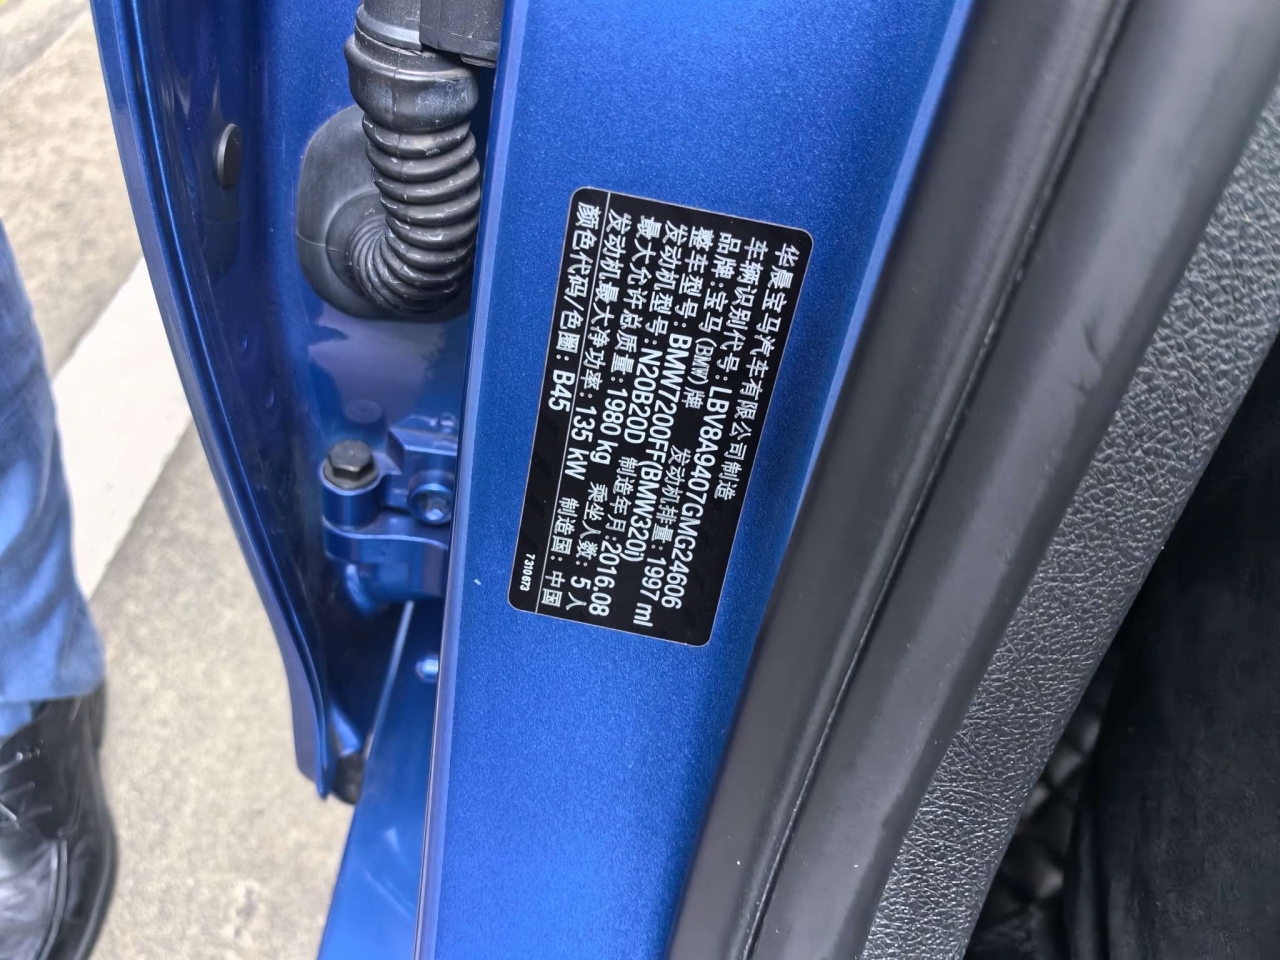 华晨宝马汽车有限公司制造
车辆识别代号: LBV8A9407GMG24606
品牌: 宝马(BMW)牌 发动机排量: 1997 ml
整车型号: BMW7200FF(BMW320i)
发动机型号: N20B20D 制造年月: 2016.08
最大允许总质量: 1980 kg 乘坐人数: 5人
发动机最大净功率: 135 kW 制造国: 中国
颜色代码/色圈: B45
7310673